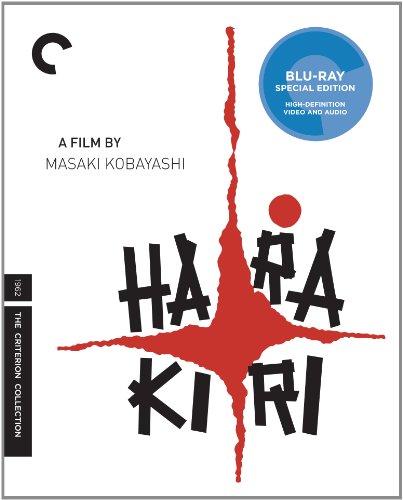 BLU-RAY
SPECIAL EDITION
HIGH-DEFINITION
VIDEO AND AUDIO
A FILM BY
MASAKI KOBAYASHI
HARA
KIRI
1962
THE CRITERION COLLECTION